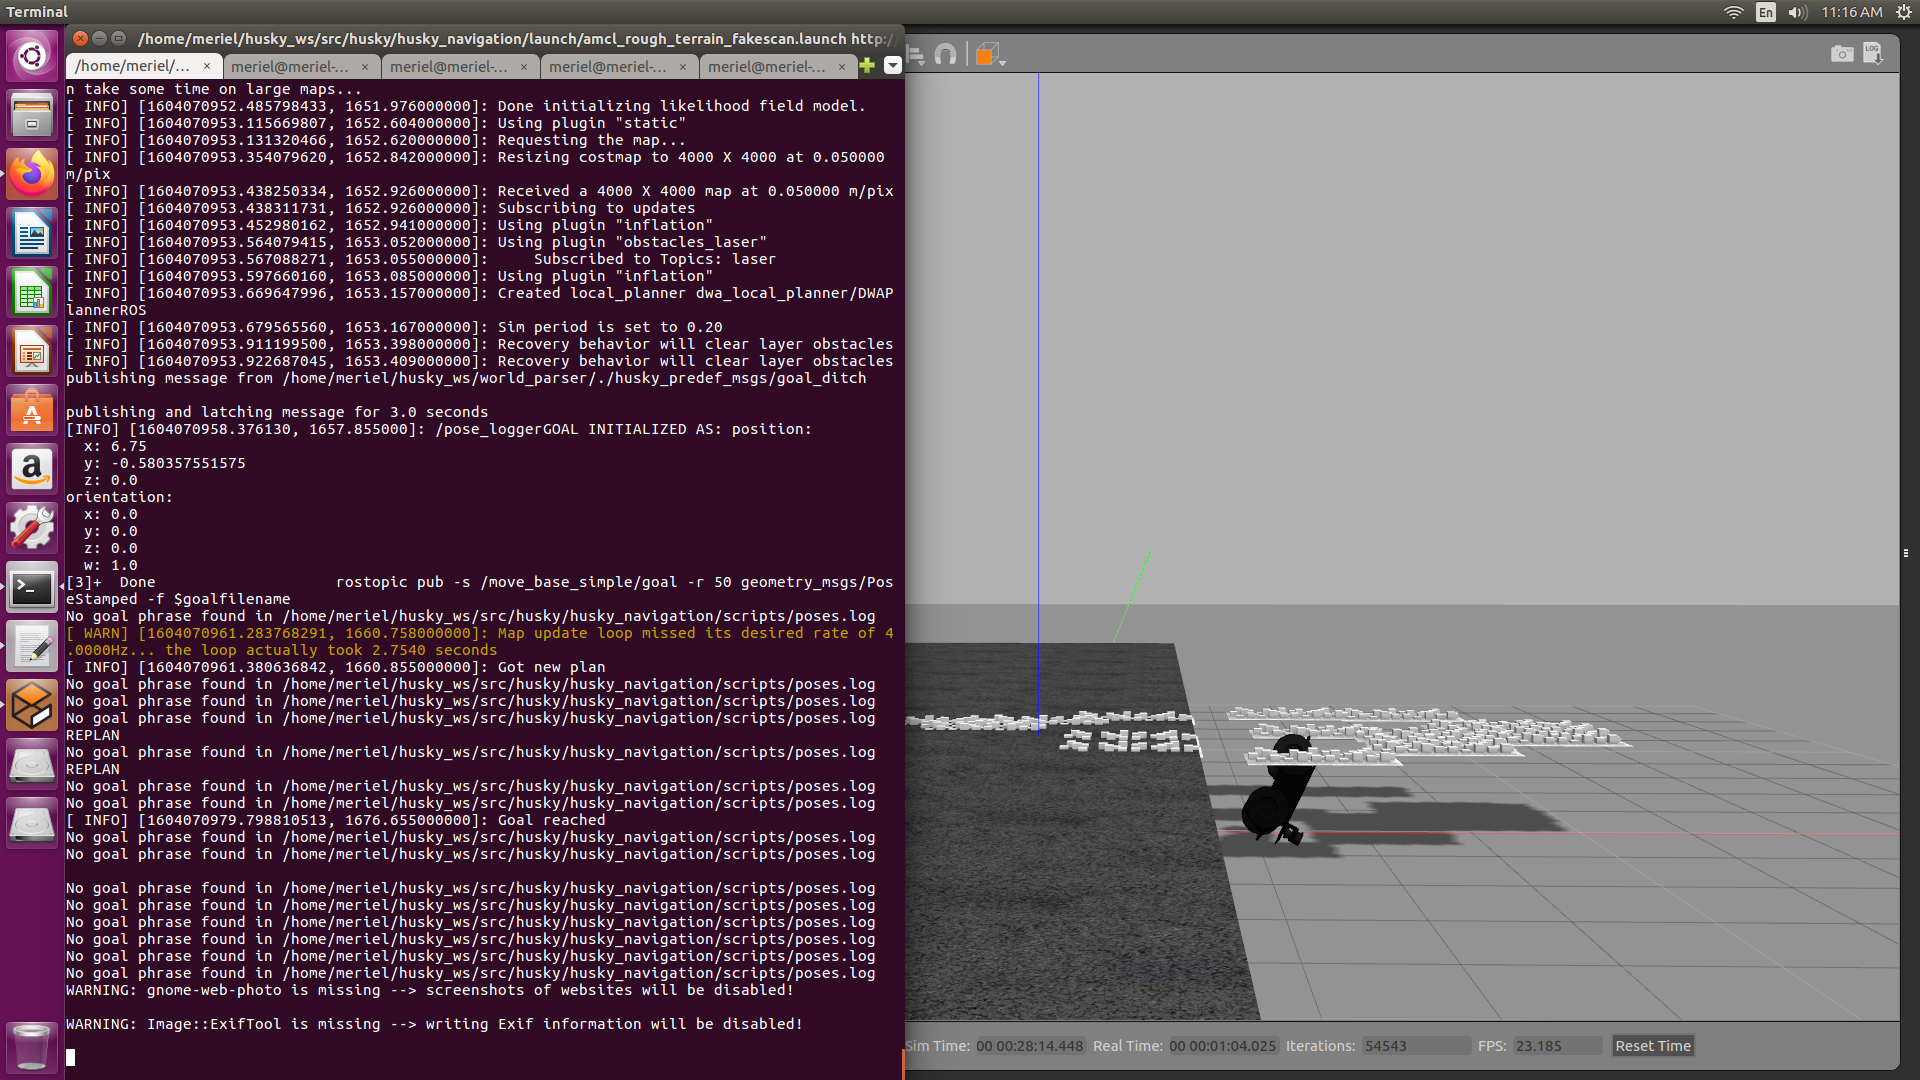 Terminal
En
11:16 AM
/home/meriel/husky_ws/src/husky/husky_navigation/launch/amcl_rough_terrain_fakescan.launch http:/
/home/meriel/... × meriel@meriel-... × meriel@meriel-... × meriel@meriel-... × meriel@meriel-... ×
LOG
n take some time on large maps...
[ INFO] [1604070952.485798433, 1651.976000000]: Done initializing likelihood field model.
[ INFO] [1604070953.115669807, 1652.604000000]: Using plugin "static"
[ INFO] [1604070953.131320466, 1652.620000000]: Requesting the map...
[ INFO] [1604070953.354079620, 1652.842000000]: Resizing costmap to 4000 X 4000 at 0.050000
m/pix
[ INFO] [1604070953.438250334, 1652.926000000]: Received a 4000 X 4000 map at 0.050000 m/pix
[ INFO] [1604070953.438311731, 1652.926000000]: Subscribing to updates
[ INFO] [1604070953.452980162, 1652.941000000]: Using plugin "inflation"
[ INFO] [1604070953.564079415, 1653.052000000]: Using plugin "obstacles_laser"
[ INFO] [1604070953.567088271, 1653.055000000]:     Subscribed to Topics: laser
[ INFO] [1604070953.597660160, 1653.085000000]: Using plugin "inflation"
[ INFO] [1604070953.669647996, 1653.157000000]: Created local_planner dwa_local_planner/DWAP
lannerROS
[ INFO] [1604070953.679565560, 1653.167000000]: Sim period is set to 0.20
[ INFO] [1604070953.911199500, 1653.398000000]: Recovery behavior will clear layer obstacles
[ INFO] [1604070953.922687045, 1653.409000000]: Recovery behavior will clear layer obstacles
publishing message from /home/meriel/husky_ws/world_parser/./husky_predef_msgs/goal_ditch
publishing and latching message for 3.0 seconds
[INFO] [1604070958.376130, 1657.855000]: /pose_loggerGOAL INITIALIZED AS: position:
  x: 6.75
  y: -0.580357551575
  z: 0.0
orientation:
  x: 0.0
  y: 0.0
  z: 0.0
  w: 1.0
[3]+  Done                    rostopic pub -s /move_base_simple/goal -r 50 geometry_msgs/Pos
eStamped -f $goalfilename
No goal phrase found in /home/meriel/husky_ws/src/husky/husky_navigation/scripts/poses.log
[ WARN] [1604070961.283768291, 1660.758000000]: Map update loop missed its desired rate of 4
.0000Hz... the loop actually took 2.7540 seconds
[ INFO] [1604070961.380636842, 1660.855000000]: Got new plan
No goal phrase found in /home/meriel/husky_ws/src/husky/husky_navigation/scripts/poses.log
No goal phrase found in /home/meriel/husky_ws/src/husky/husky_navigation/scripts/poses.log
No goal phrase found in /home/meriel/husky_ws/src/husky/husky_navigation/scripts/poses.log
REPLAN
No goal phrase found in /home/meriel/husky_ws/src/husky/husky_navigation/scripts/poses.log
REPLAN
No goal phrase found in /home/meriel/husky_ws/src/husky/husky_navigation/scripts/poses.log
No goal phrase found in /home/meriel/husky_ws/src/husky/husky_navigation/scripts/poses.log
[ INFO] [1604070979.798810513, 1676.655000000]: Goal reached
No goal phrase found in /home/meriel/husky_ws/src/husky/husky_navigation/scripts/poses.log
No goal phrase found in /home/meriel/husky_ws/src/husky/husky_navigation/scripts/poses.log
No goal phrase found in /home/meriel/husky_ws/src/husky/husky_navigation/scripts/poses.log
No goal phrase found in /home/meriel/husky_ws/src/husky/husky_navigation/scripts/poses.log
No goal phrase found in /home/meriel/husky_ws/src/husky/husky_navigation/scripts/poses.log
No goal phrase found in /home/meriel/husky_ws/src/husky/husky_navigation/scripts/poses.log
No goal phrase found in /home/meriel/husky_ws/src/husky/husky_navigation/scripts/poses.log
No goal phrase found in /home/meriel/husky_ws/src/husky/husky_navigation/scripts/poses.log
WARNING: gnome-web-photo is missing --> screenshots of websites will be disabled!
WARNING: Image::ExifTool is missing --> writing Exif information will be disabled!
Sim Time: 00 00:28:14.448 Real Time: 00 00:01:04.025 Iterations: 54543 FPS: 23.185 Reset Time